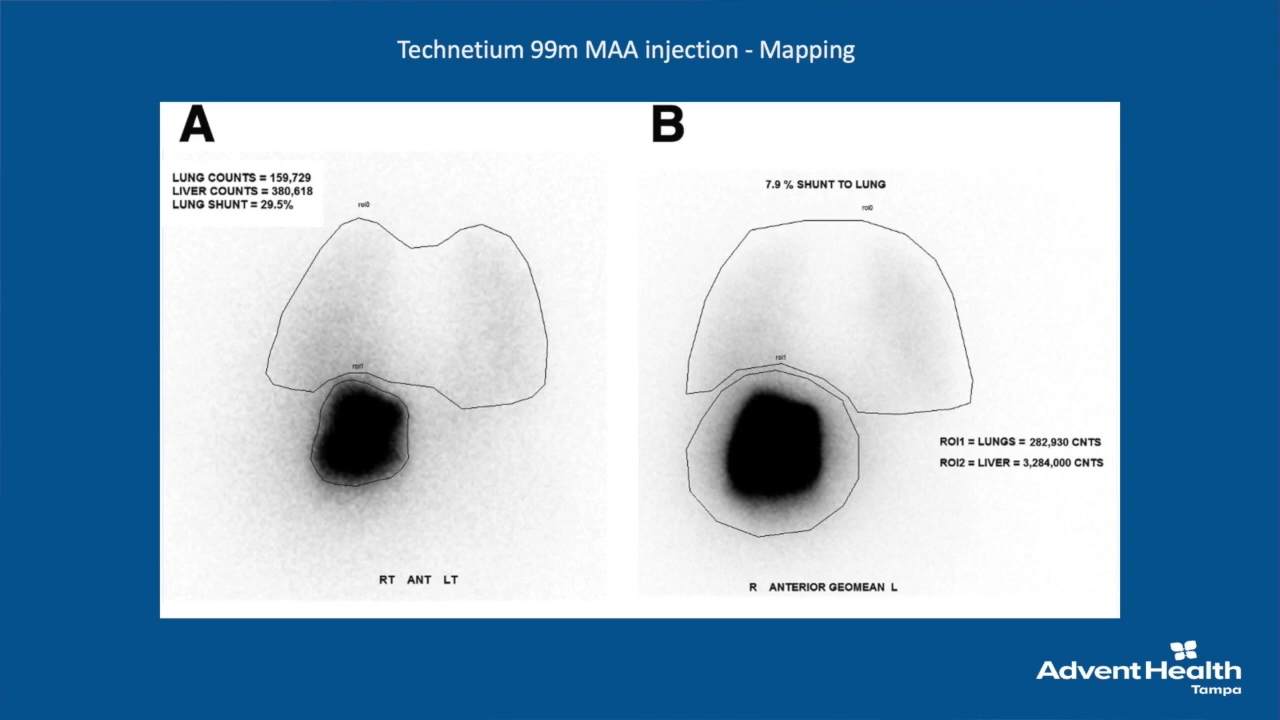 Technetium 99m MAA injection - Mapping
A
LUNG COUNTS = 159,729
LIVER COUNTS = 380,618
LUNG SHUNT = 29.5%
roi0
roi1
RT ANT LT
B
7.9 % SHUNT TO LUNG
roi0
roi1
ROI1 = LUNGS = 282,930 CNTS
ROI2 = LIVER = 3,284,000 CNTS
R ANTERIOR GEOMEAN L
AdventHealth
Tampa